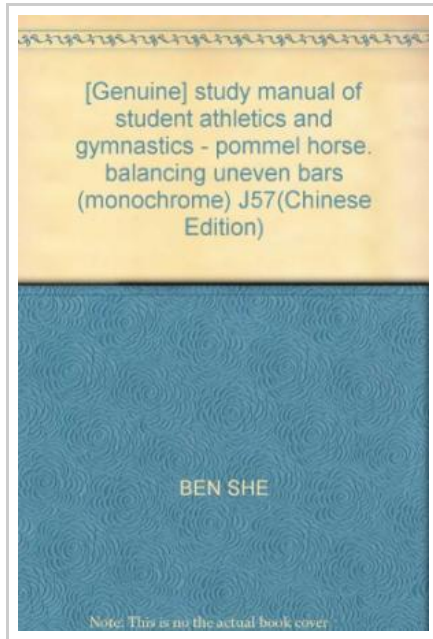 [Genuine] study manual of
student athletics and
gymnastics - pommel horse.
balancing uneven bars
(monochrome) J57(Chinese
Edition)
BEN SHE
Note: This is no the actual book cover